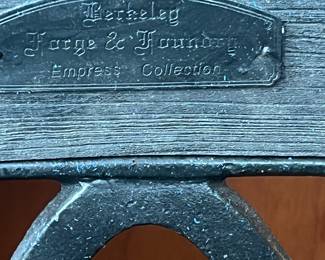 Berkeley
Forge & Foundry
Empress Collection